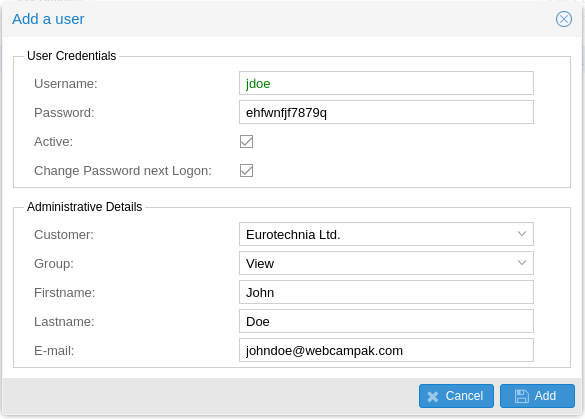 Add a user
User Credentials
Username: jdoe
Password: ehfwnfjf7879q
Active:
Change Password next Logon:
Administrative Details
Customer: Eurotechnia Ltd.
Group: View
Firstname: John
Lastname: Doe
E-mail: johndoe@webcampak.com
Cancel Add